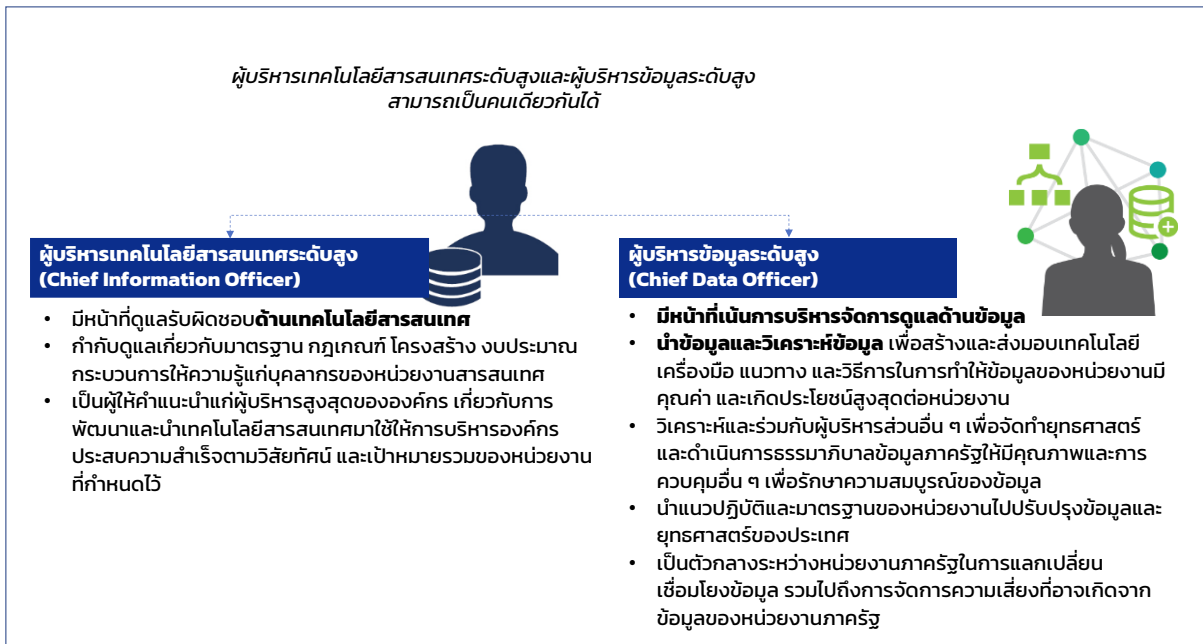 ผู้บริหารเทคโนโลยีสารสนเทศระดับสูงและผู้บริหารข้อมูลระดับสูง
สามารถเป็นคนเดียวกันได้
ผู้บริหารเทคโนโลยีสารสนเทศระดับสูง
(Chief Information Officer)
• มีหน้าที่ดูแลรับผิดชอบด้านเทคโนโลยีสารสนเทศ
• กำกับดูแลเกี่ยวกับมาตรฐาน กฎเกณฑ์ โครงสร้าง งบประมาณ
กระบวนการให้ความรู้แก่บุคลากรของหน่วยงานสารสนเทศ
• เป็นผู้ให้คำแนะนำแก่ผู้บริหารสูงสุดขององค์กร เกี่ยวกับการ
พัฒนาและนำเทคโนโลยีสารสนเทศมาใช้ให้การบริหารองค์กร
ประสบความสำเร็จตามวิสัยทัศน์ และเป้าหมายรวมของหน่วยงาน
ที่กำหนดไว้
ผู้บริหารข้อมูลระดับสูง
(Chief Data Officer)
• มีหน้าที่เน้นการบริหารจัดการดูแลด้านข้อมูล
• นำข้อมูลและวิเคราะห์ข้อมูล เพื่อสร้างและส่งมอบเทคโนโลยี
เครื่องมือ แนวทาง และวิธีการในการทำให้ข้อมูลของหน่วยงานมี
คุณค่า และเกิดประโยชน์สูงสุดต่อหน่วยงาน
• วิเคราะห์และร่วมกับผู้บริหารส่วนอื่น ๆ เพื่อจัดทำยุทธศาสตร์
และดำเนินการธรรมาภิบาลข้อมูลภาครัฐให้มีคุณภาพและการ
ควบคุมอื่น ๆ เพื่อรักษาความสมบูรณ์ของข้อมูล
• นำแนวปฏิบัติและมาตรฐานของหน่วยงานไปปรับปรุงข้อมูลและ
ยุทธศาสตร์ของประเทศ
• เป็นตัวกลางระหว่างหน่วยงานภาครัฐในการแลกเปลี่ยน
เชื่อมโยงข้อมูล รวมไปถึงการจัดการความเสี่ยงที่อาจเกิดจาก
ข้อมูลของหน่วยงานภาครัฐ